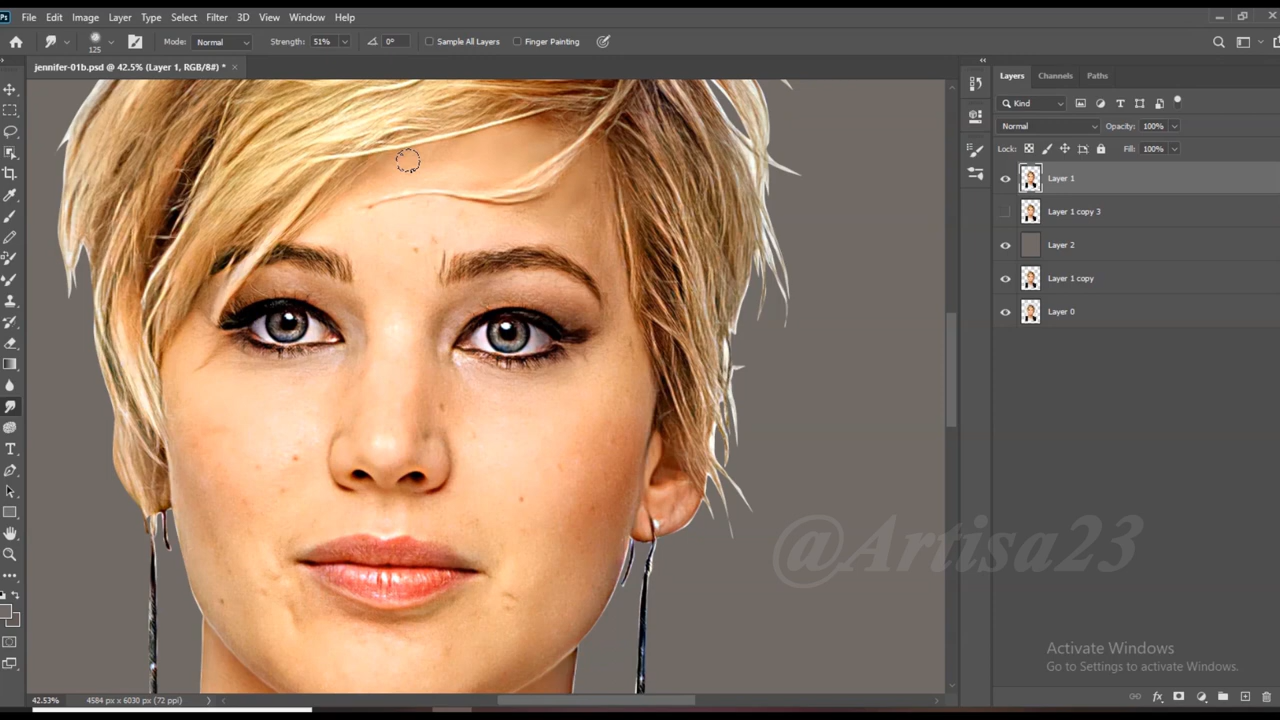 Ps File Edit Image Layer Type Select Filter 3D View Window Help
125 Mode: Normal Strength: 51% 0° Sample All Layers Finger Painting
jennifer-01b.psd @ 42.5% (Layer 1, RGB/8#) * ×
Layers Channels Paths
Kind
Normal Opacity: 100%
Lock: Fill: 100%
Layer 1
Layer 1 copy 3
Layer 2
Layer 1 copy
Layer 0
@Artisa23
Activate Windows
Go to Settings to activate Windows.
42.53% 4584 px x 6030 px (72 ppi)